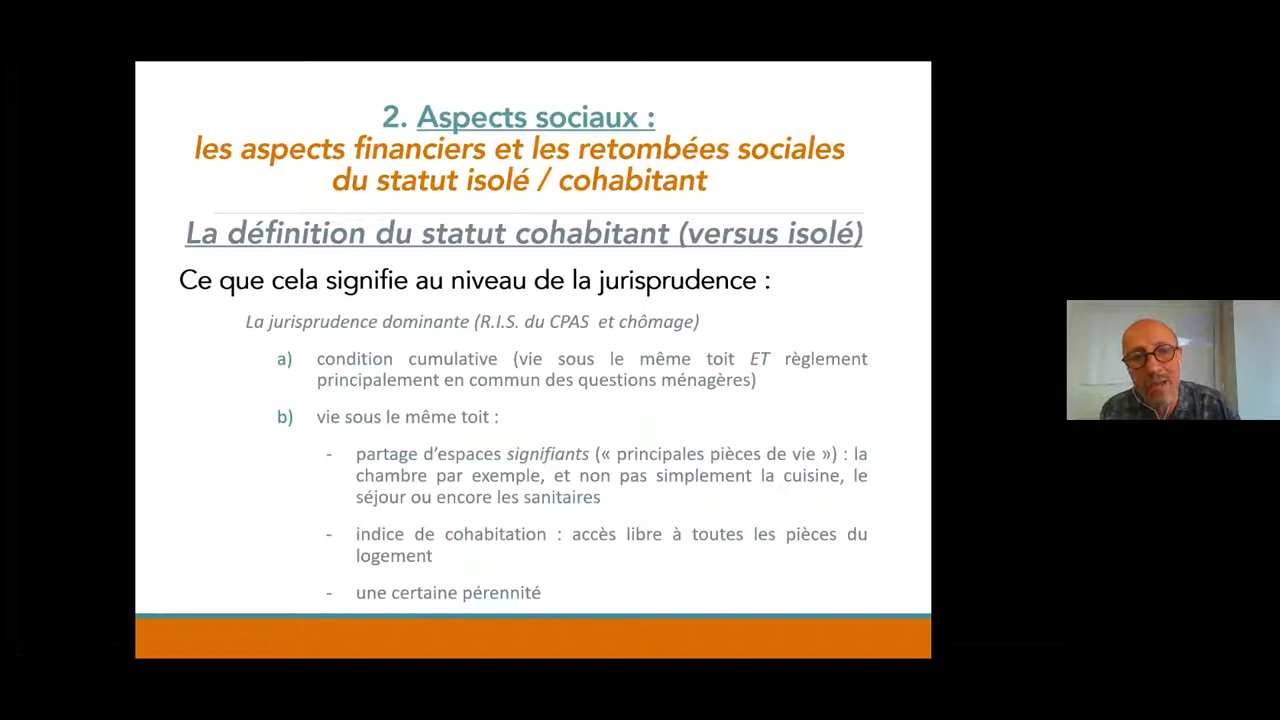 2. Aspects sociaux :
les aspects financiers et les retombées sociales
du statut isolé / cohabitant
La définition du statut cohabitant (versus isolé)
Ce que cela signifie au niveau de la jurisprudence :
La jurisprudence dominante (R.I.S. du CPAS et chômage)
a) condition cumulative (vie sous le même toit ET règlement
principalement en commun des questions ménagères)
b) vie sous le même toit :
- partage d’espaces signifiants (« principales pièces de vie ») : la
chambre par exemple, et non pas simplement la cuisine, le
séjour ou encore les sanitaires
- indice de cohabitation : accès libre à toutes les pièces du
logement
- une certaine pérennité